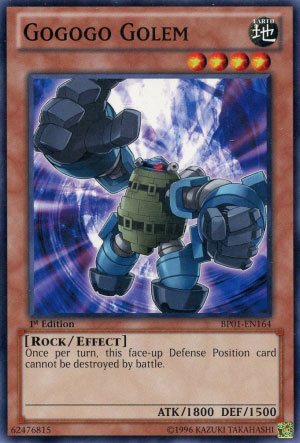 Gogogo Golem
EARTH
地
1st Edition
BP01-EN164
[Rock/Effect]
Once per turn, this face-up Defense Position card
cannot be destroyed by battle.
ATK/1800 DEF/1500
62476815
©1996 KAZUKI TAKAHASHI